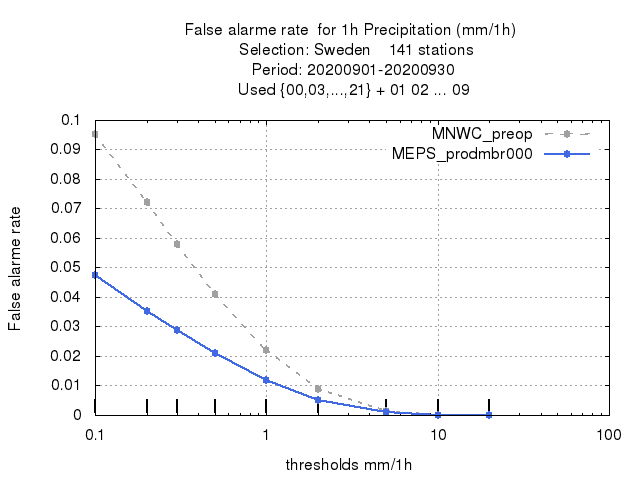 False alarme rate  for 1h Precipitation (mm/1h)
Selection: Sweden    141 stations
Period: 20200901-20200930
Used {00,03,...,21} + 01 02 ... 09
MNWC_preop
MEPS_prodmbr000
0.1
0.09
0.08
0.07
0.06
0.05
0.04
0.03
0.02
0.01
0
False alarme rate
0.1 1 10 100
thresholds mm/1h